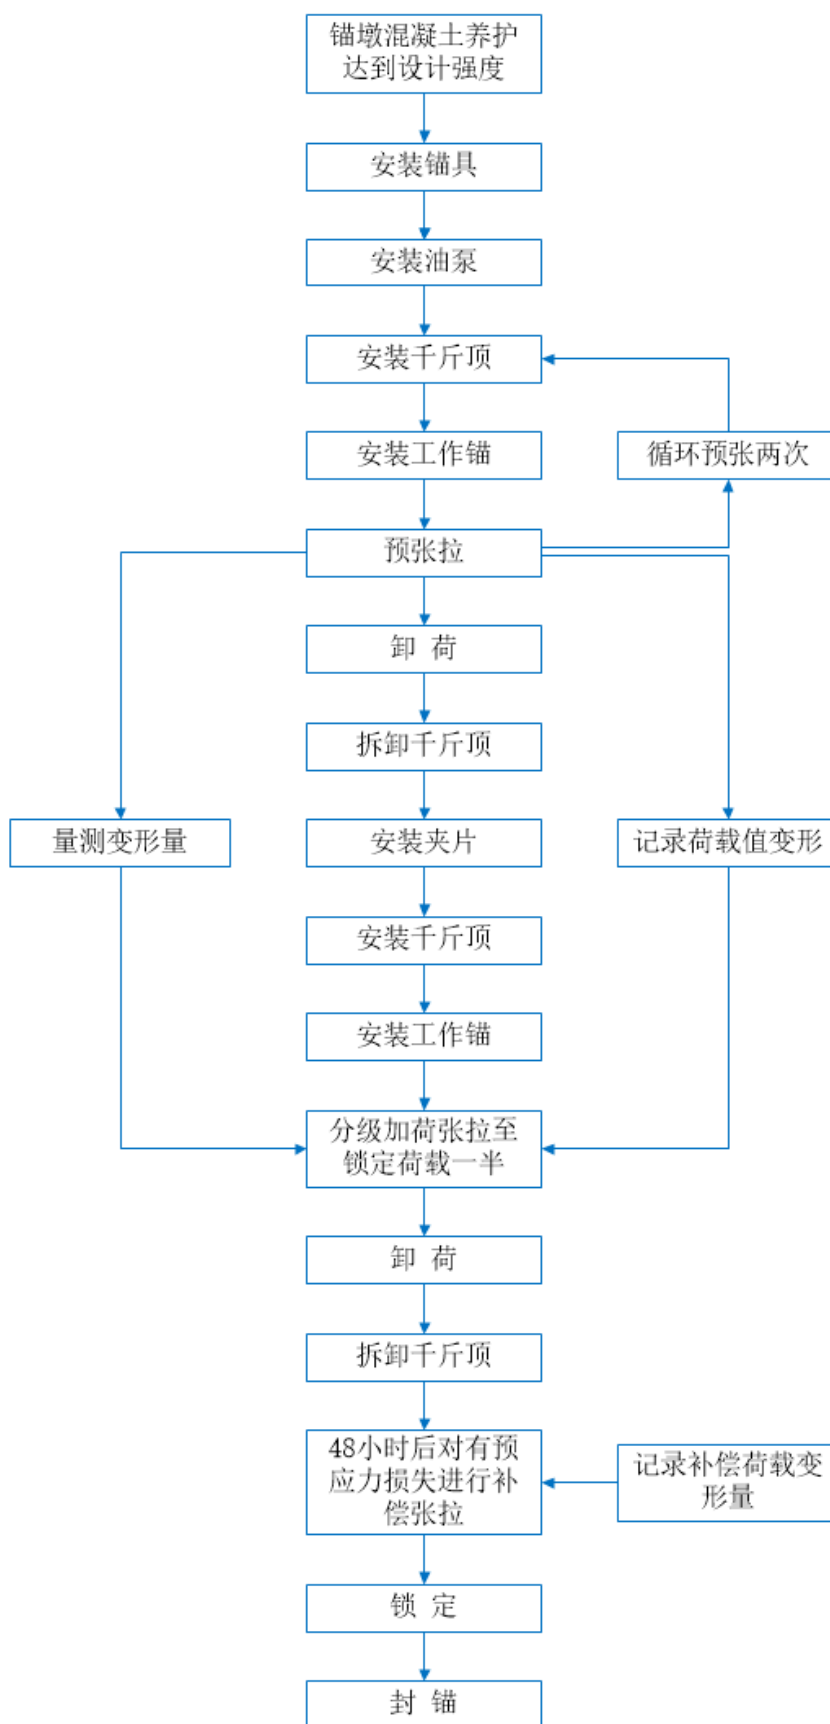 锚墩混凝土养护
达到设计强度
安装锚具
安装油泵
安装千斤顶
安装工作锚
循环预张两次
预张拉
卸 荷
拆卸千斤顶
量测变形量
安装夹片
记录荷载值变形
安装千斤顶
安装工作锚
分级加荷张拉至
锁定荷载一半
卸 荷
拆卸千斤顶
48小时后对有预
应力损失进行补
偿张拉
记录补偿荷载变
形量
锁 定
封 锚